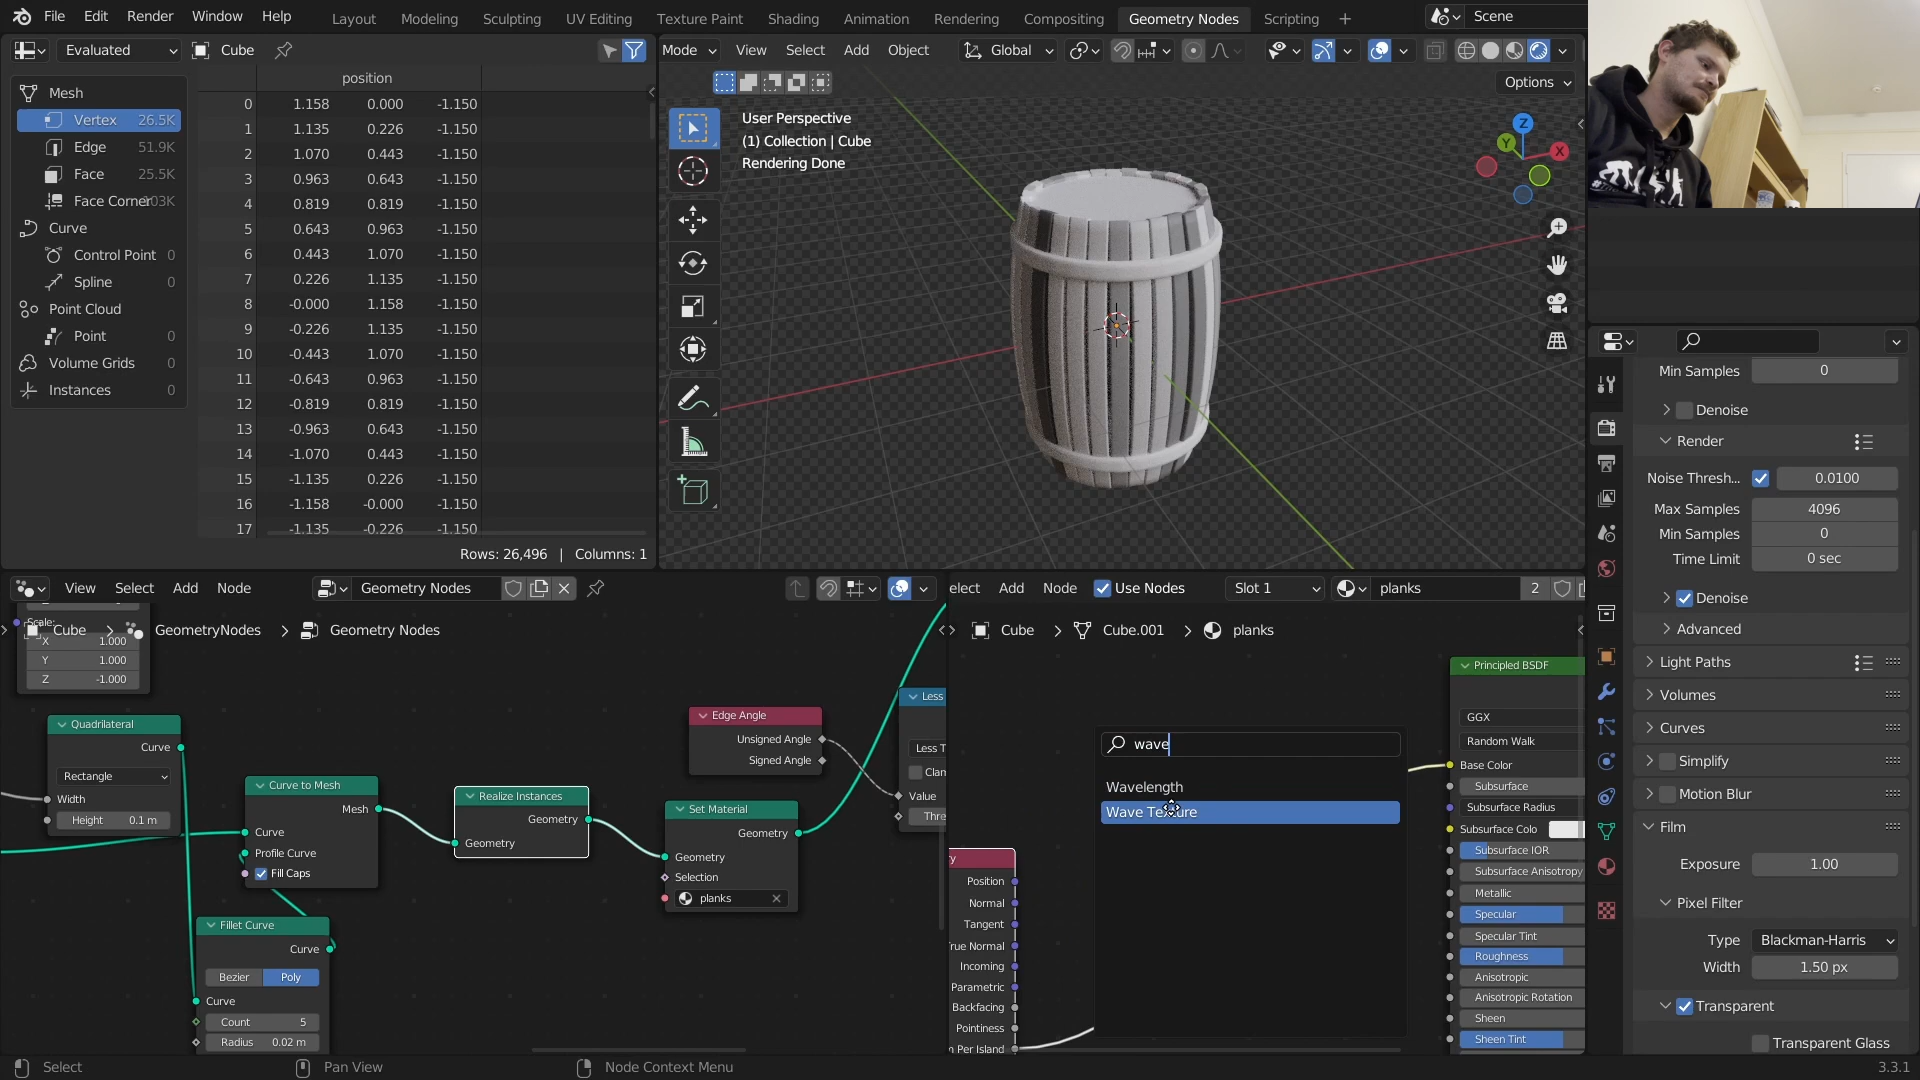 File Edit Render Window Help
Layout Modeling Sculpting UV Editing Texture Paint Shading Animation Rendering Compositing Geometry Nodes Scripting
Scene
Evaluated Cube
position
Mesh
Vertex 26.5K
Edge 51.9K
Face 25.5K
Face Corner 103K
Curve
Control Point 0
Spline 0
Point Cloud
Point 0
Volume Grids 0
Instances 0
0 1.158 0.000 -1.150
1 1.135 0.226 -1.150
2 1.070 0.443 -1.150
3 0.963 0.643 -1.150
4 0.819 0.819 -1.150
5 0.643 0.963 -1.150
6 0.443 1.070 -1.150
7 0.226 1.135 -1.150
8 -0.000 1.158 -1.150
9 -0.226 1.135 -1.150
10 -0.443 1.070 -1.150
11 -0.643 0.963 -1.150
12 -0.819 0.819 -1.150
13 -0.963 0.643 -1.150
14 -1.070 0.443 -1.150
15 -1.135 0.226 -1.150
16 -1.158 -0.000 -1.150
17 -1.135 -0.226 -1.150
Rows: 26,496 | Columns: 1
Mode View Select Add Object Global
Options
User Perspective
(1) Collection | Cube
Rendering Done
Z
Y
X
Min Samples 0
Denoise
Render
Noise Thresh... 0.0100
Max Samples 4096
Min Samples 0
Time Limit 0 sec
Denoise
Advanced
Light Paths
Volumes
Curves
Simplify
Motion Blur
Film
Exposure 1.00
Pixel Filter
Type Blackman-Harris
Width 1.50 px
Transparent
Transparent Glass
View Select Add Node Geometry Nodes
Cube > GeometryNodes > Geometry Nodes
Scale:
X 1.000
Y 1.000
Z -1.000
Quadrilateral
Curve
Rectangle
Width
Height 0.1 m
Curve to Mesh
Mesh
Curve
Profile Curve
Fill Caps
Fillet Curve
Curve
Bezier Poly
Curve
Count 5
Radius 0.02 m
Realize Instances
Geometry
Geometry
Edge Angle
Unsigned Angle
Signed Angle
Set Material
Geometry
Geometry
Selection
planks
Less
Less T
Clam
Value
Thre
elect Add Node Use Nodes Slot 1 planks 2
Cube > Cube.001 > planks
wave
Wavelength
Wave Texture
y
Position
Normal
Tangent
rue Normal
Incoming
Parametric
Backfacing
Pointiness
n Per Island
Principled BSDF
GGX
Random Walk
Base Color
Subsurface
Subsurface Radius
Subsurface Colo
Subsurface IOR
Subsurface Anisotropy
Metallic
Specular
Specular Tint
Roughness
Anisotropic
Anisotropic Rotation
Sheen
Sheen Tint
Select Pan View Node Context Menu 3.3.1